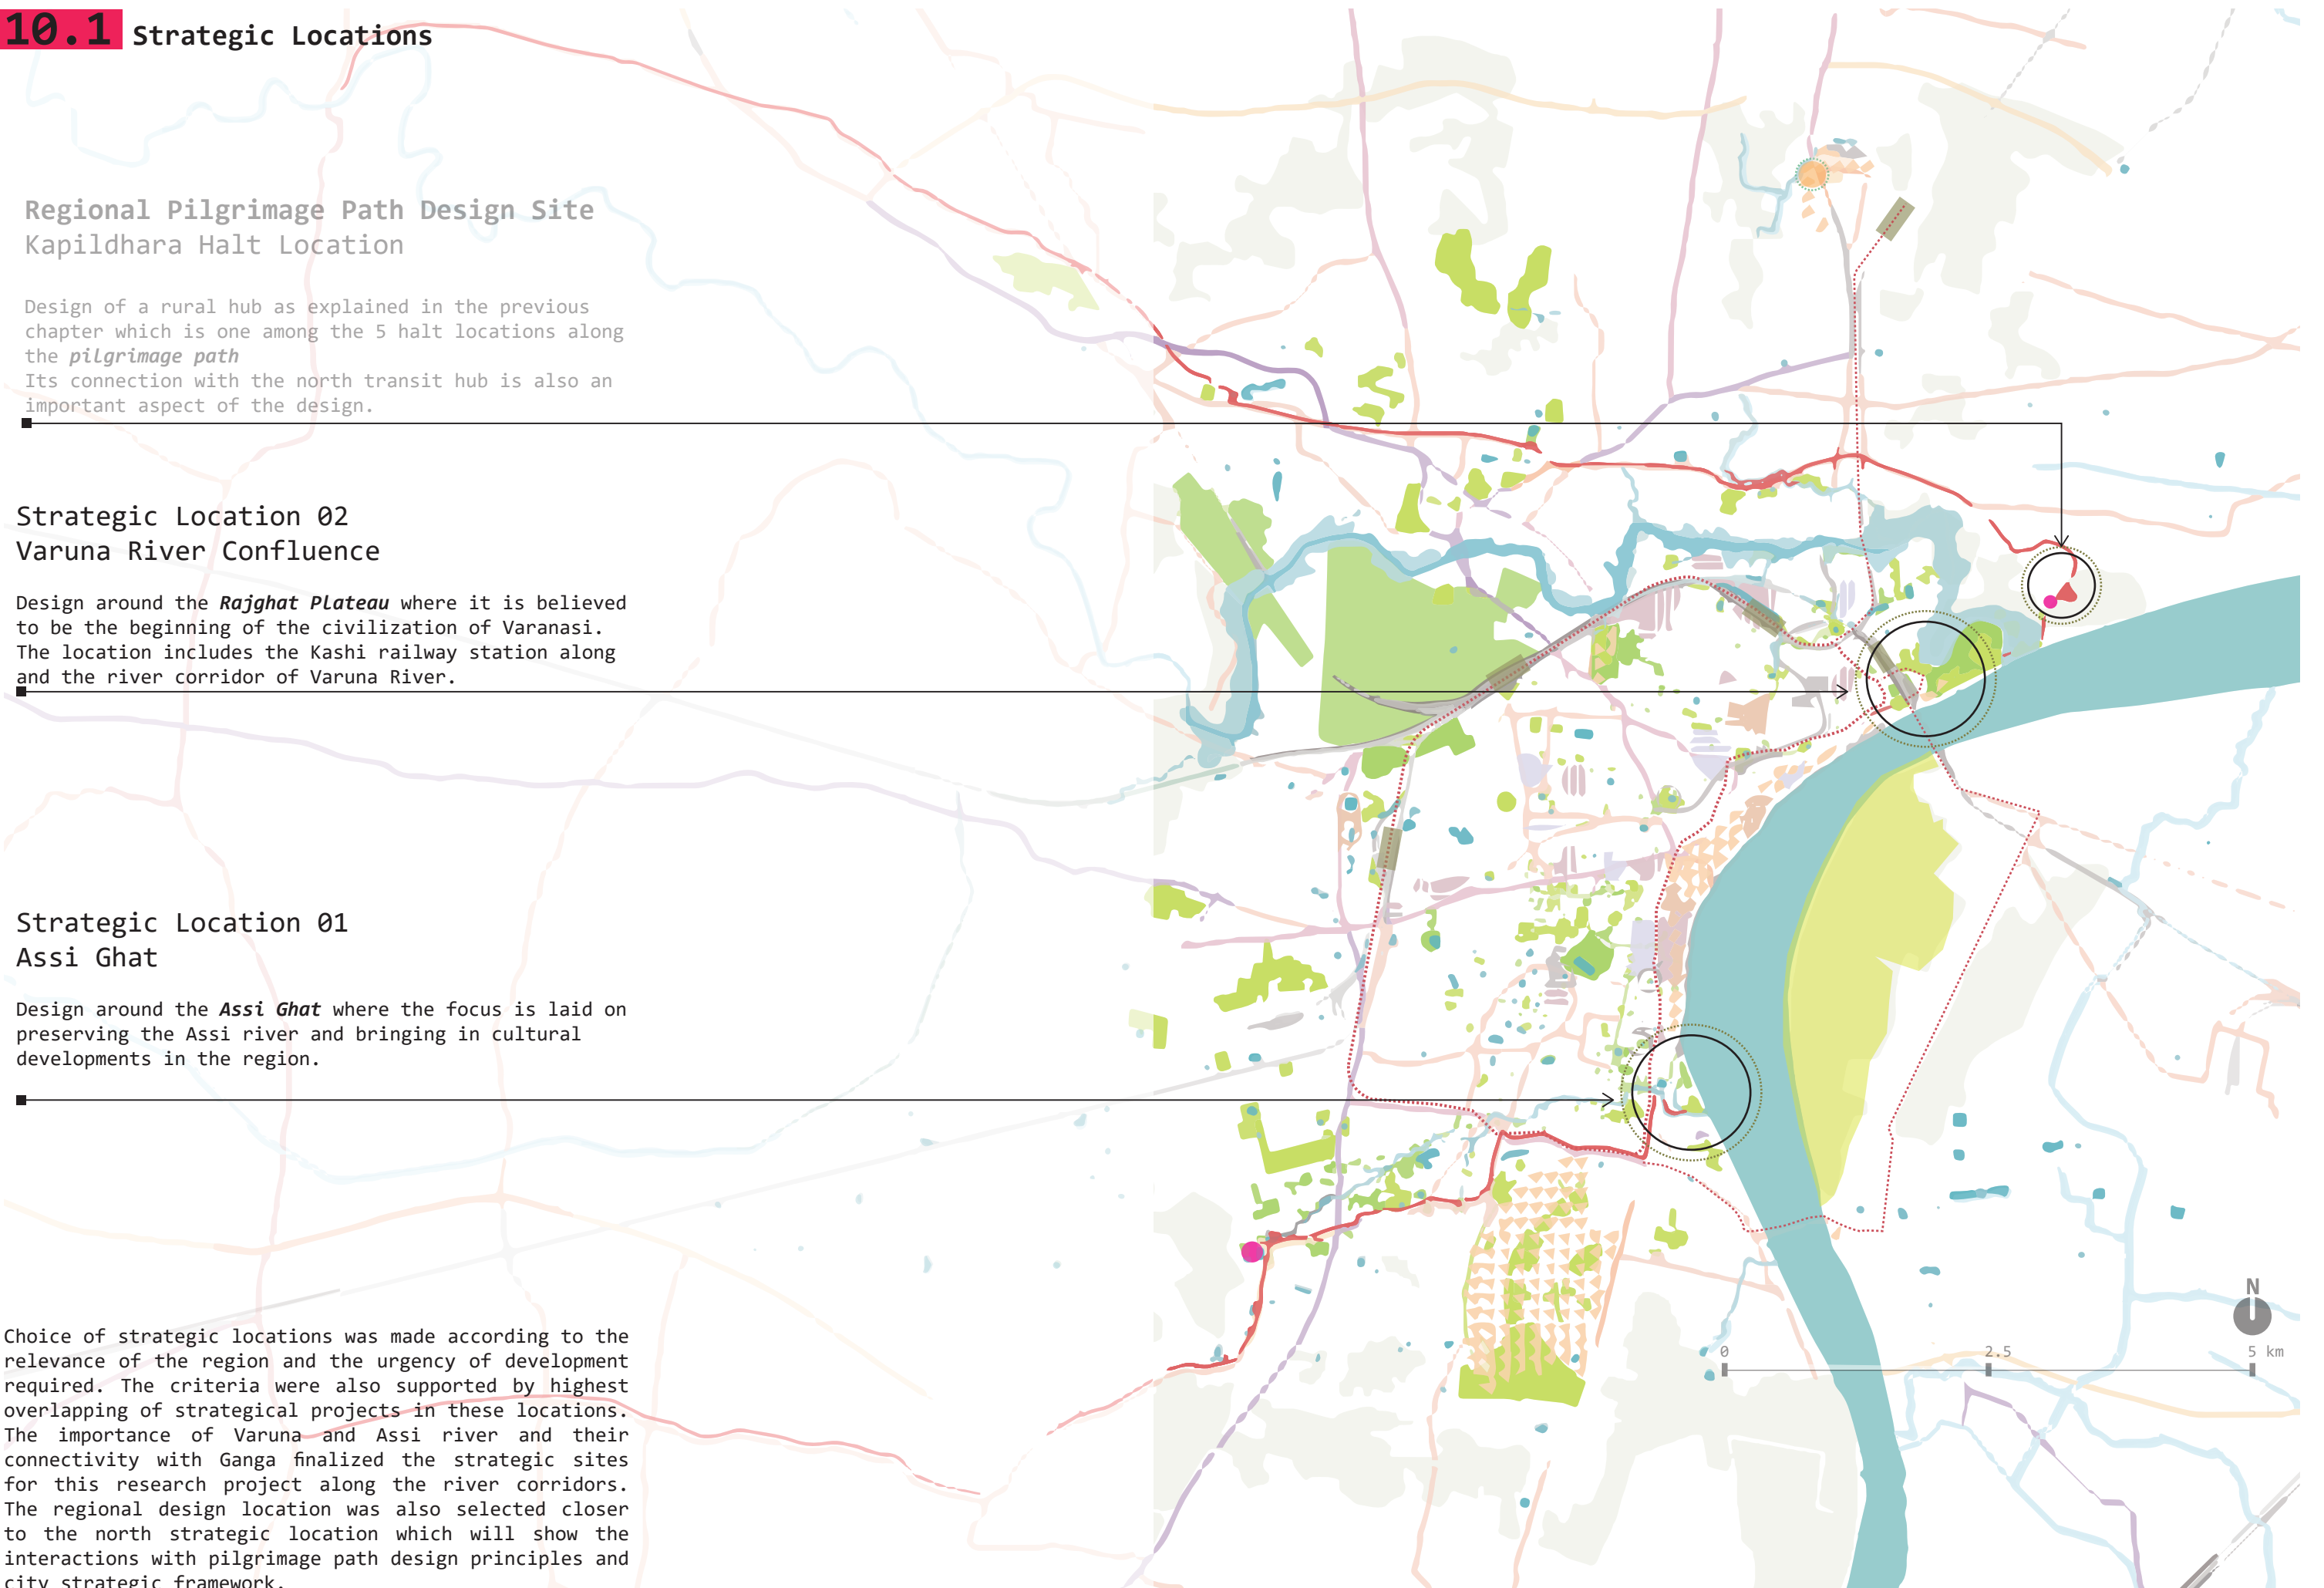 10.1 Strategic Locations
Regional Pilgrimage Path Design Site
Kapildhara Halt Location
Design of a rural hub as explained in the previous
chapter which is one among the 5 halt locations along
the pilgrimage path
Its connection with the north transit hub is also an
important aspect of the design.
Strategic Location 02
Varuna River Confluence
Design around the Rajghat Plateau where it is believed
to be the beginning of the civilization of Varanasi.
The location includes the Kashi railway station along
and the river corridor of Varuna River.
Strategic Location 01
Assi Ghat
Design around the Assi Ghat where the focus is laid on
preserving the Assi river and bringing in cultural
developments in the region.
Choice of strategic locations was made according to the
relevance of the region and the urgency of development
required. The criteria were also supported by highest
overlapping of strategical projects in these locations.
The importance of Varuna and Assi river and their
connectivity with Ganga finalized the strategic sites
for this research project along the river corridors.
The regional design location was also selected closer
to the north strategic location which will show the
interactions with pilgrimage path design principles and
city strategic framework.
N
0 2.5 5 km